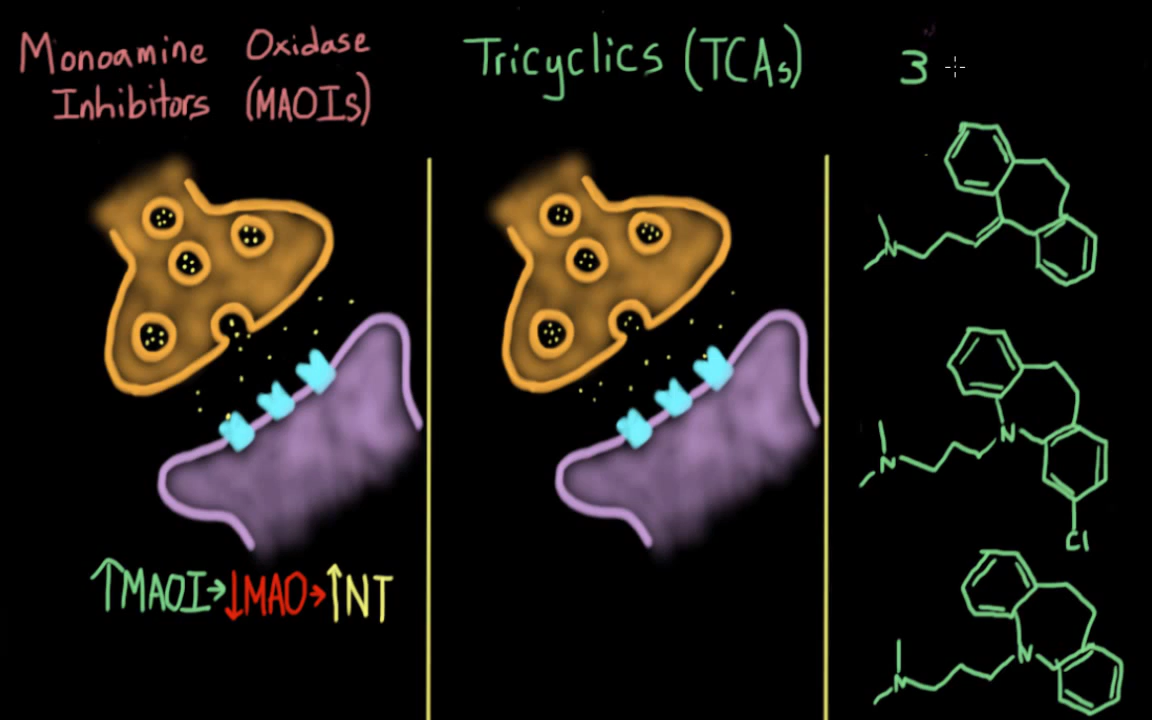 Monoamine Oxidase
Inhibitors (MAOIs)
Tricyclics (TCAs)
3
N
N
N
Cl
N
N
↑MAOI→↓MAO→↑NT